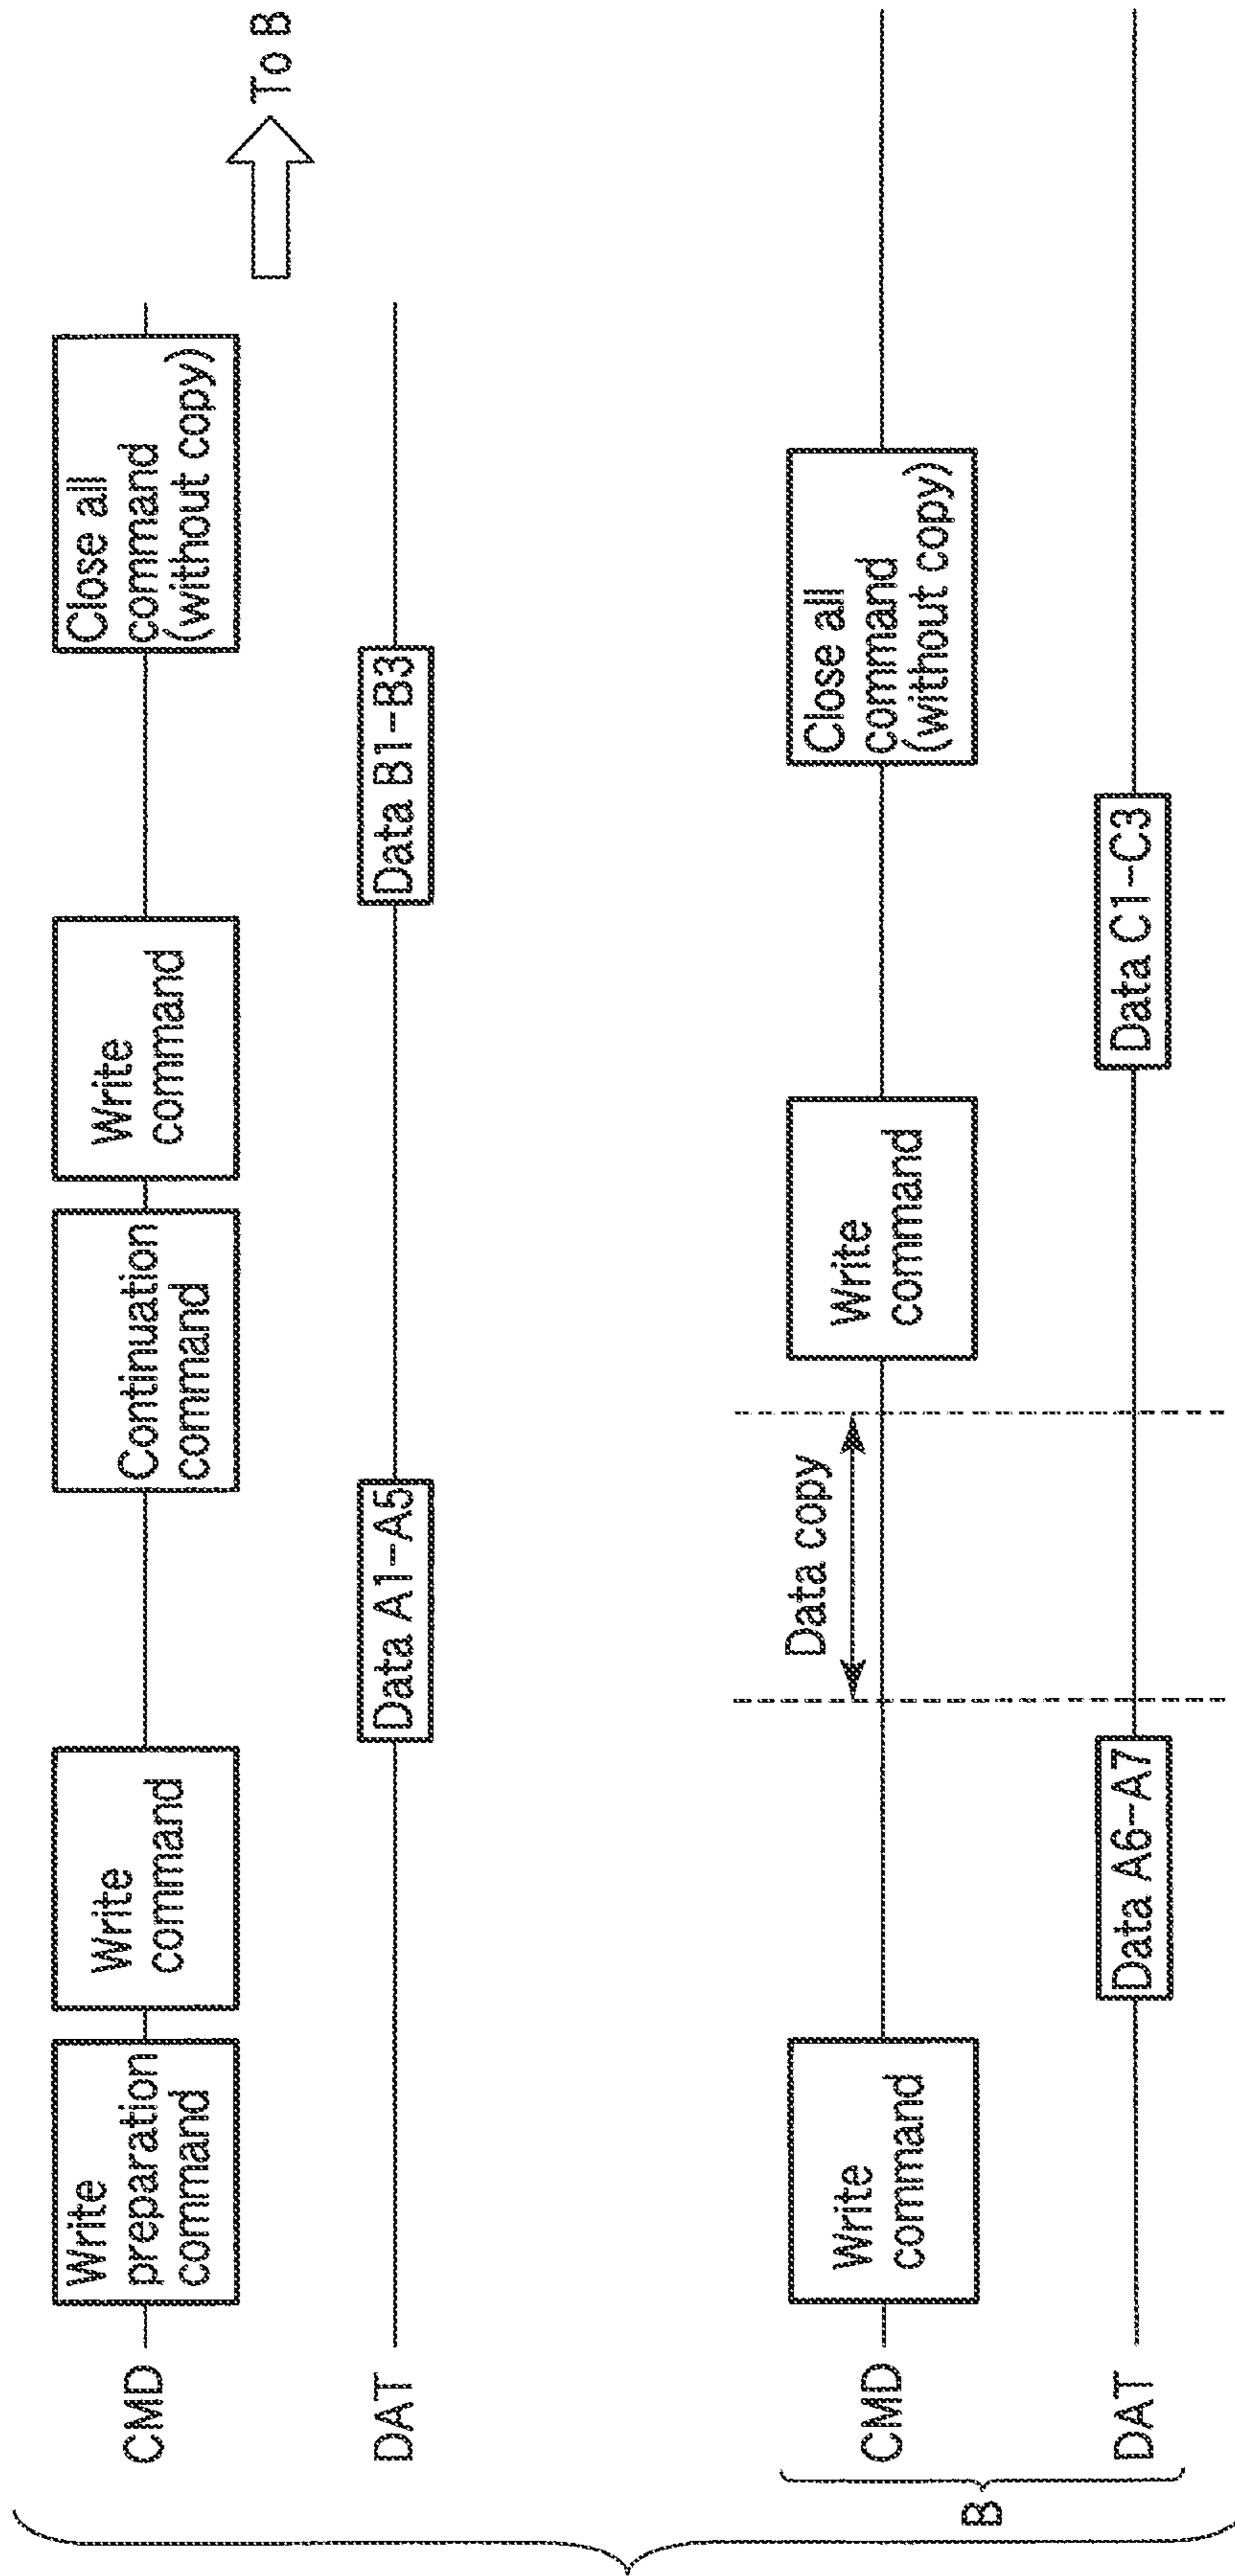 CMD
Write
preparation
command
Write
command
Continuation
command
Write
command
Close all
command
(without copy)
To B
DAT
Data A1-A5
Data B1-B3
B
CMD
Write
command
Data copy
Write
command
Close all
command
(without copy)
DAT
Data A6-A7
Data C1-C3